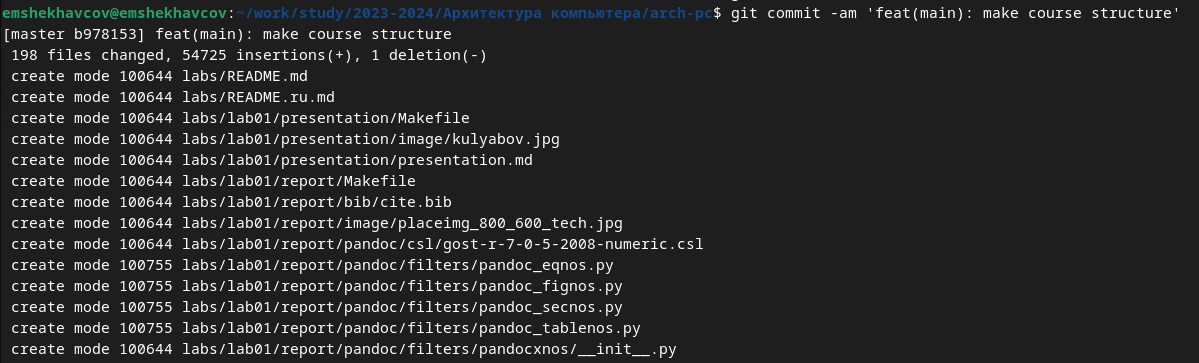 emshekhavcov@emshekhavcov:~/work/study/2023-2024/Архитектура компьютера/arch-pc$ git commit -am 'feat(main): make course structure'
[master b978153] feat(main): make course structure
 198 files changed, 54725 insertions(+), 1 deletion(-)
 create mode 100644 labs/README.md
 create mode 100644 labs/README.ru.md
 create mode 100644 labs/lab01/presentation/Makefile
 create mode 100644 labs/lab01/presentation/image/kulyabov.jpg
 create mode 100644 labs/lab01/presentation/presentation.md
 create mode 100644 labs/lab01/report/Makefile
 create mode 100644 labs/lab01/report/bib/cite.bib
 create mode 100644 labs/lab01/report/image/placeimg_800_600_tech.jpg
 create mode 100644 labs/lab01/report/pandoc/csl/gost-r-7-0-5-2008-numeric.csl
 create mode 100755 labs/lab01/report/pandoc/filters/pandoc_eqnos.py
 create mode 100755 labs/lab01/report/pandoc/filters/pandoc_fignos.py
 create mode 100755 labs/lab01/report/pandoc/filters/pandoc_secnos.py
 create mode 100755 labs/lab01/report/pandoc/filters/pandoc_tablenos.py
 create mode 100644 labs/lab01/report/pandoc/filters/pandocxnos/__init__.py